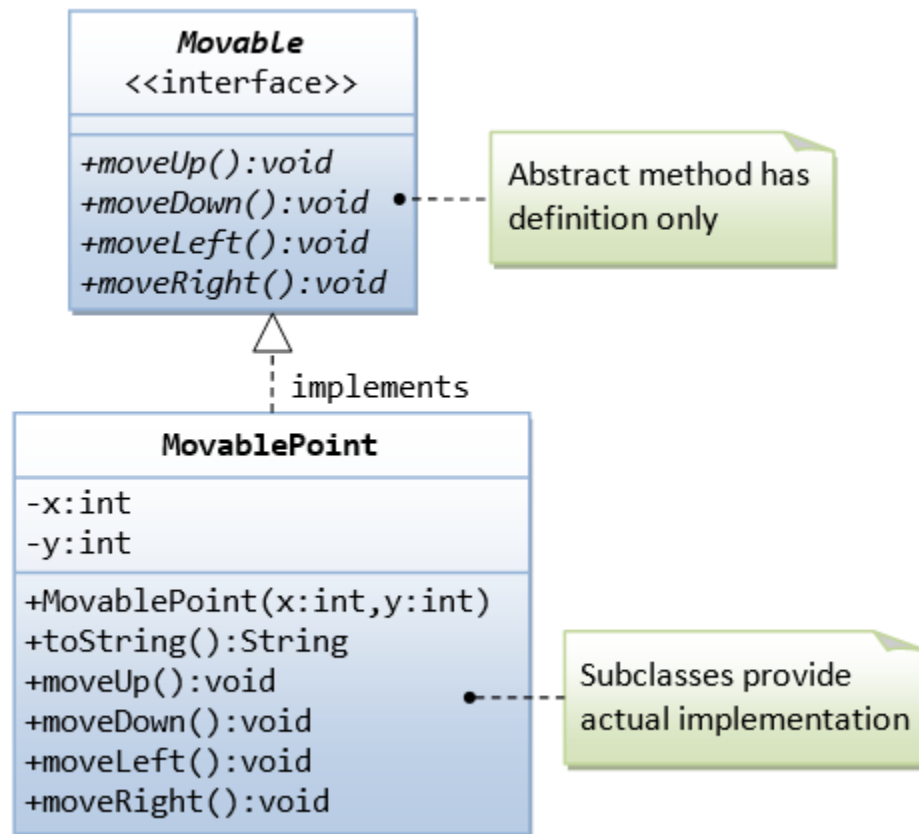 Movable
<<interface>>
+moveUp():void
+moveDown():void
+moveLeft():void
+moveRight():void
Abstract method has
definition only
implements
MovablePoint
-x:int
-y:int
+MovablePoint(x:int,y:int)
+toString():String
+moveUp():void
+moveDown():void
+moveLeft():void
+moveRight():void
Subclasses provide
actual implementation